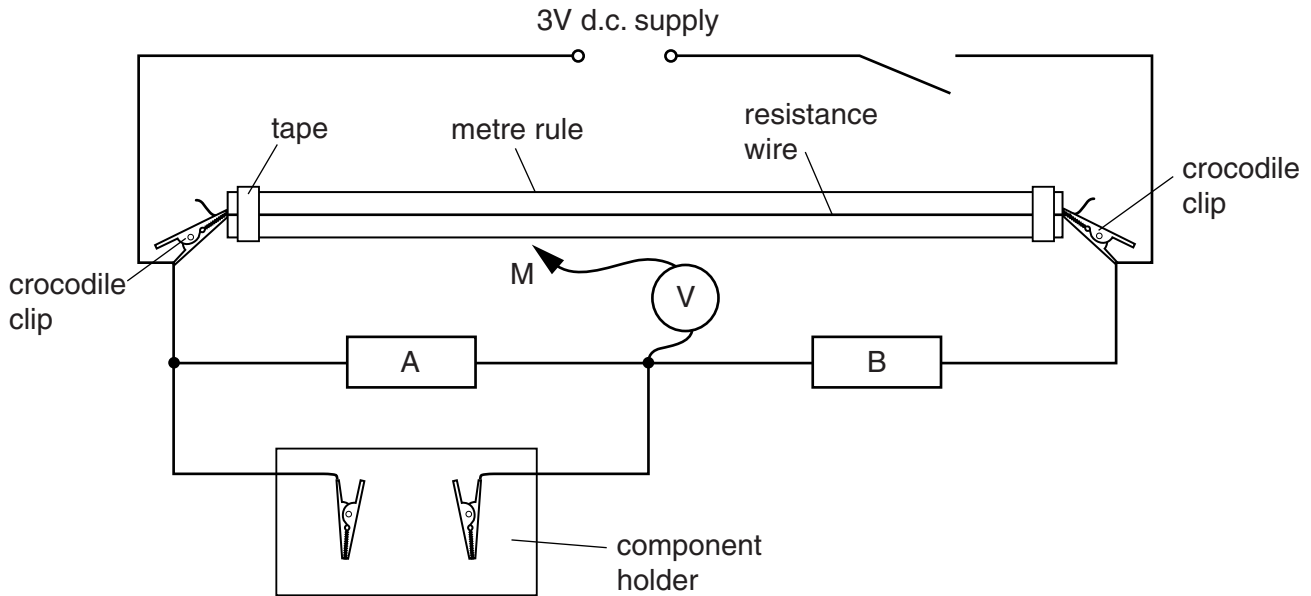 3V d.c. supply
tape
metre rule
resistance
wire
crocodile
clip
crocodile
clip
M
V
A
B
component
holder